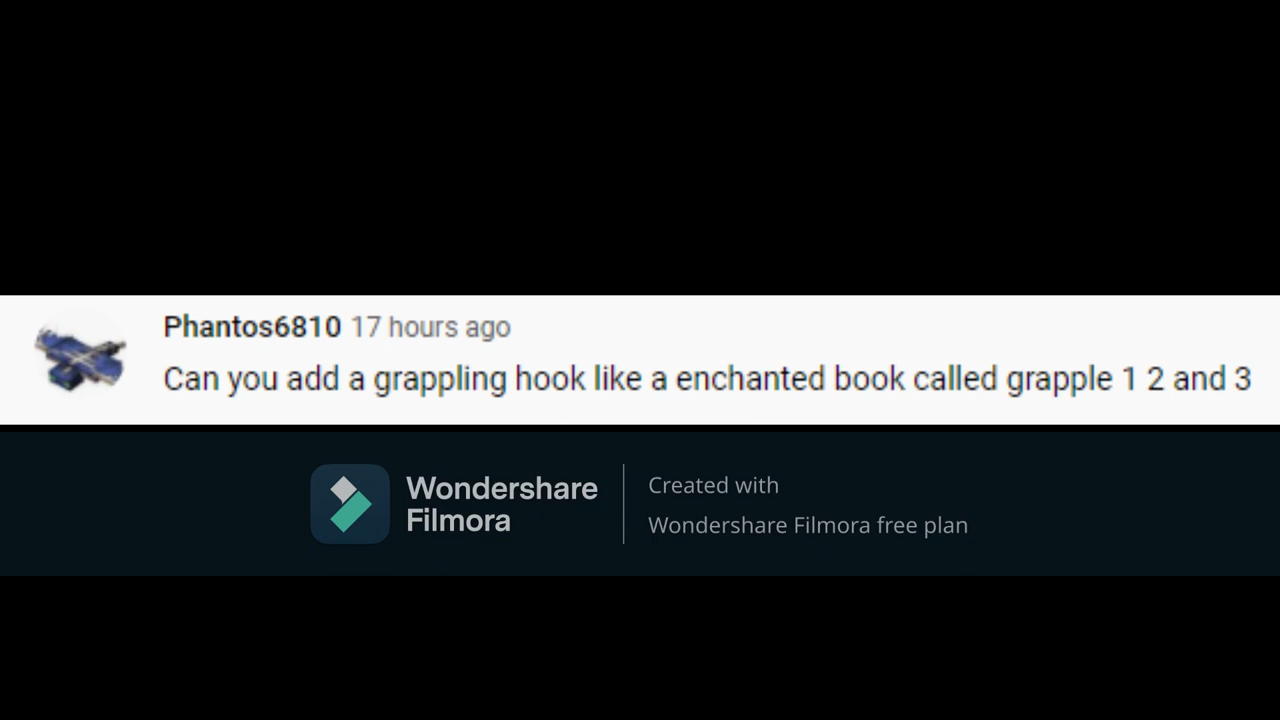 Phantos6810 17 hours ago
Can you add a grappling hook like a enchanted book called grapple 1 2 and 3
Wondershare
Filmora
Created with
Wondershare Filmora free plan